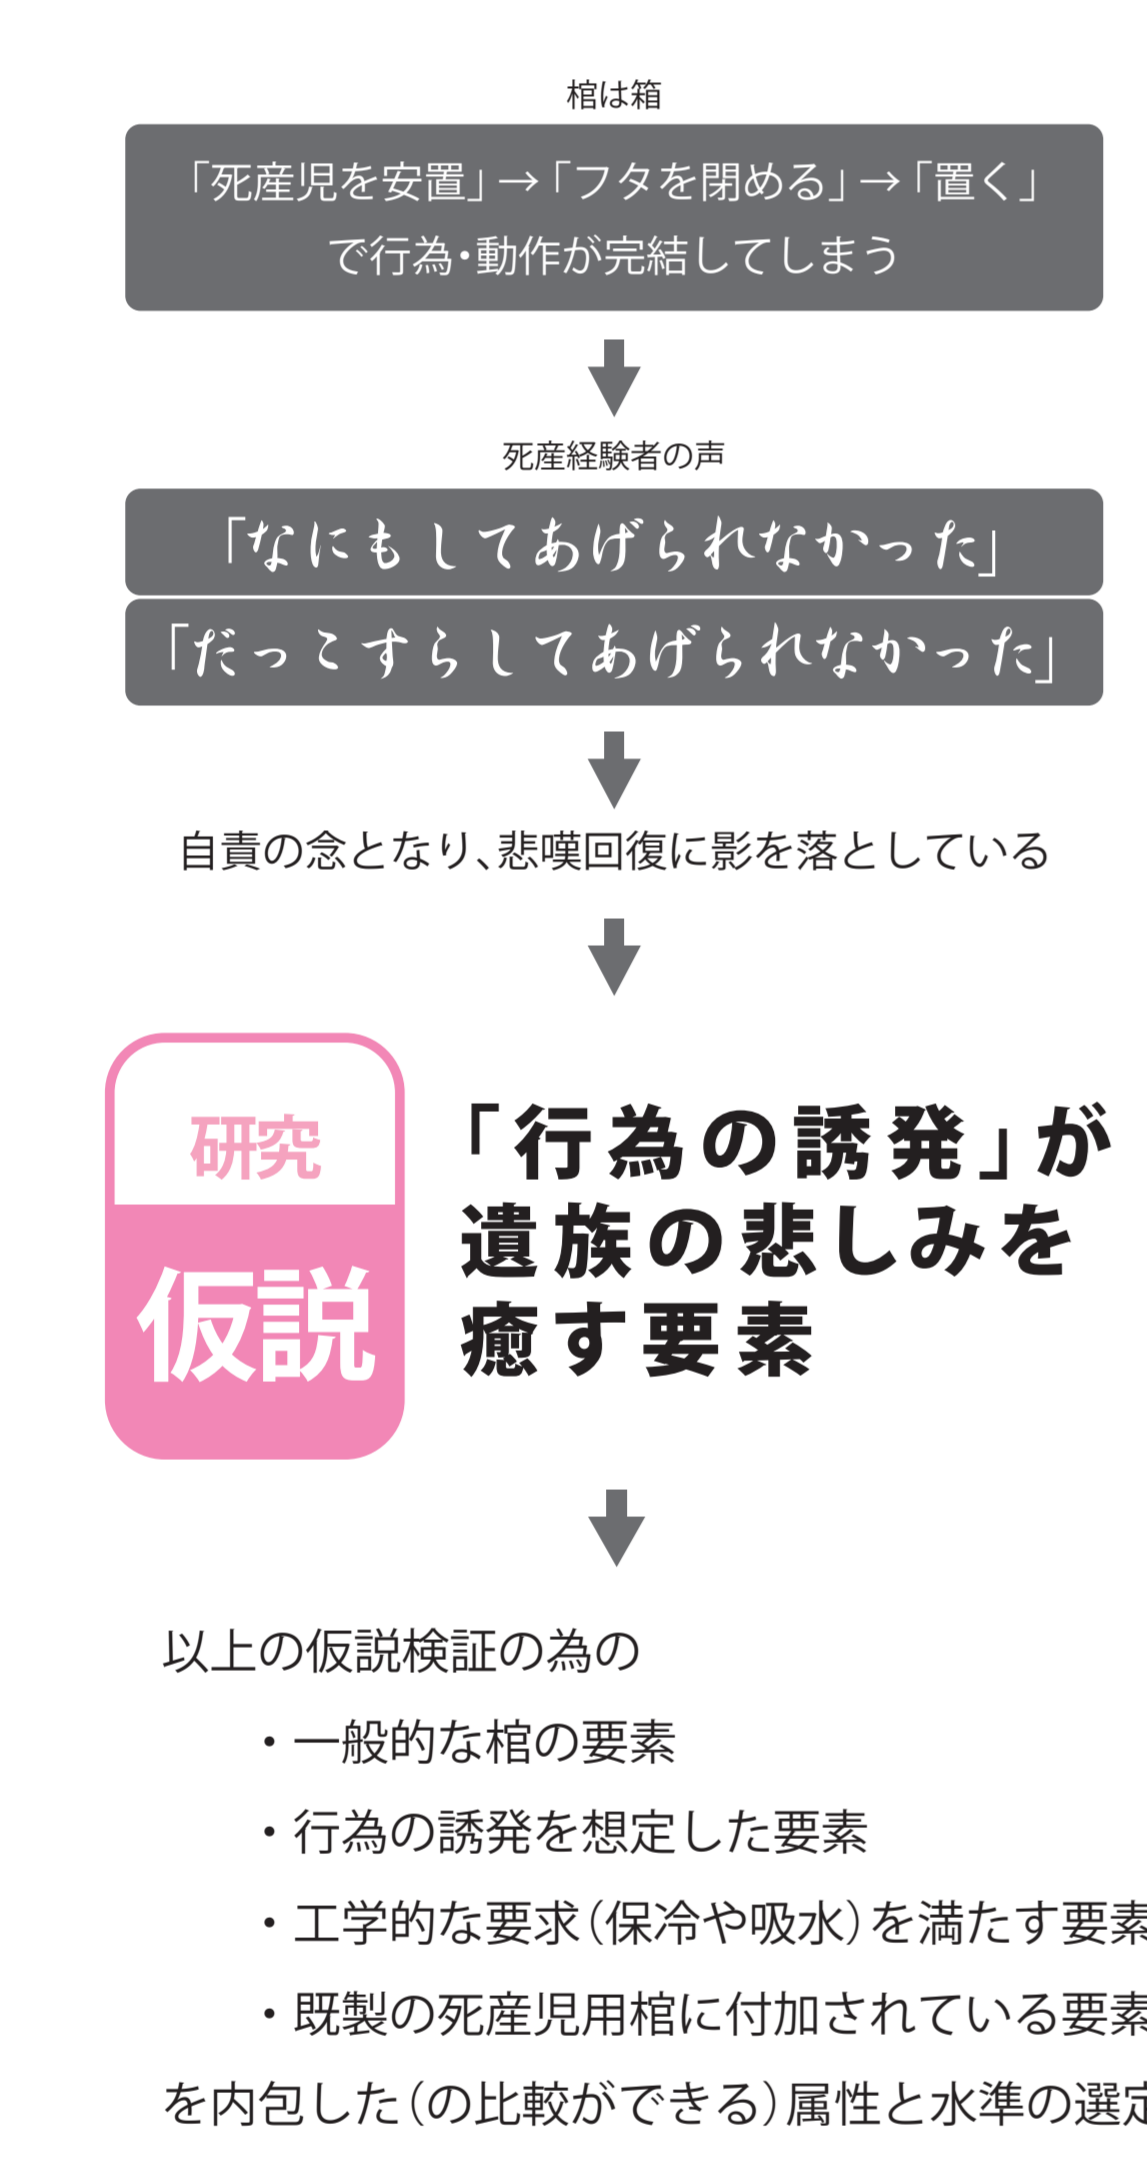 棺は箱
「死産児を安置」→「フタを閉める」→「置く」
で行為・動作が完結してしまう
死産経験者の声
「なにもしてあげられなかった」
「だっこすらしてあげられなかった」
自責の念となり、悲嘆回復に影を落としている
研究
仮説
「行為の誘発」が
遺族の悲しみを
癒す要素
以上の仮説検証の為の
・一般的な棺の要素
・行為の誘発を想定した要素
・工学的な要求（保冷や吸水）を満たす要素
・既製の死産児用棺に付加されている要素
を内包した（の比較ができる）属性と水準の選定